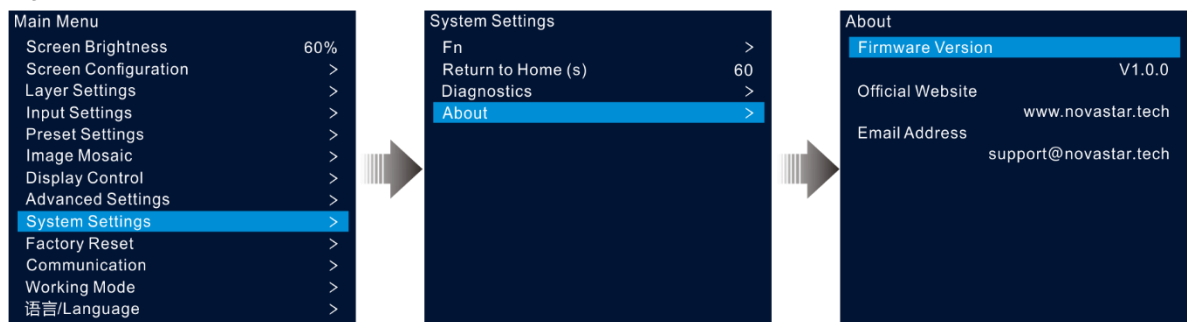 Main Menu
Screen Brightness 60%
Screen Configuration >
Layer Settings >
Input Settings >
Preset Settings >
Image Mosaic >
Display Control >
Advanced Settings >
System Settings >
Factory Reset >
Communication >
Working Mode >
语言/Language >
System Settings
Fn >
Return to Home (s) 60
Diagnostics >
About >
About
Firmware Version
V1.0.0
Official Website
www.novastar.tech
Email Address
support@novastar.tech